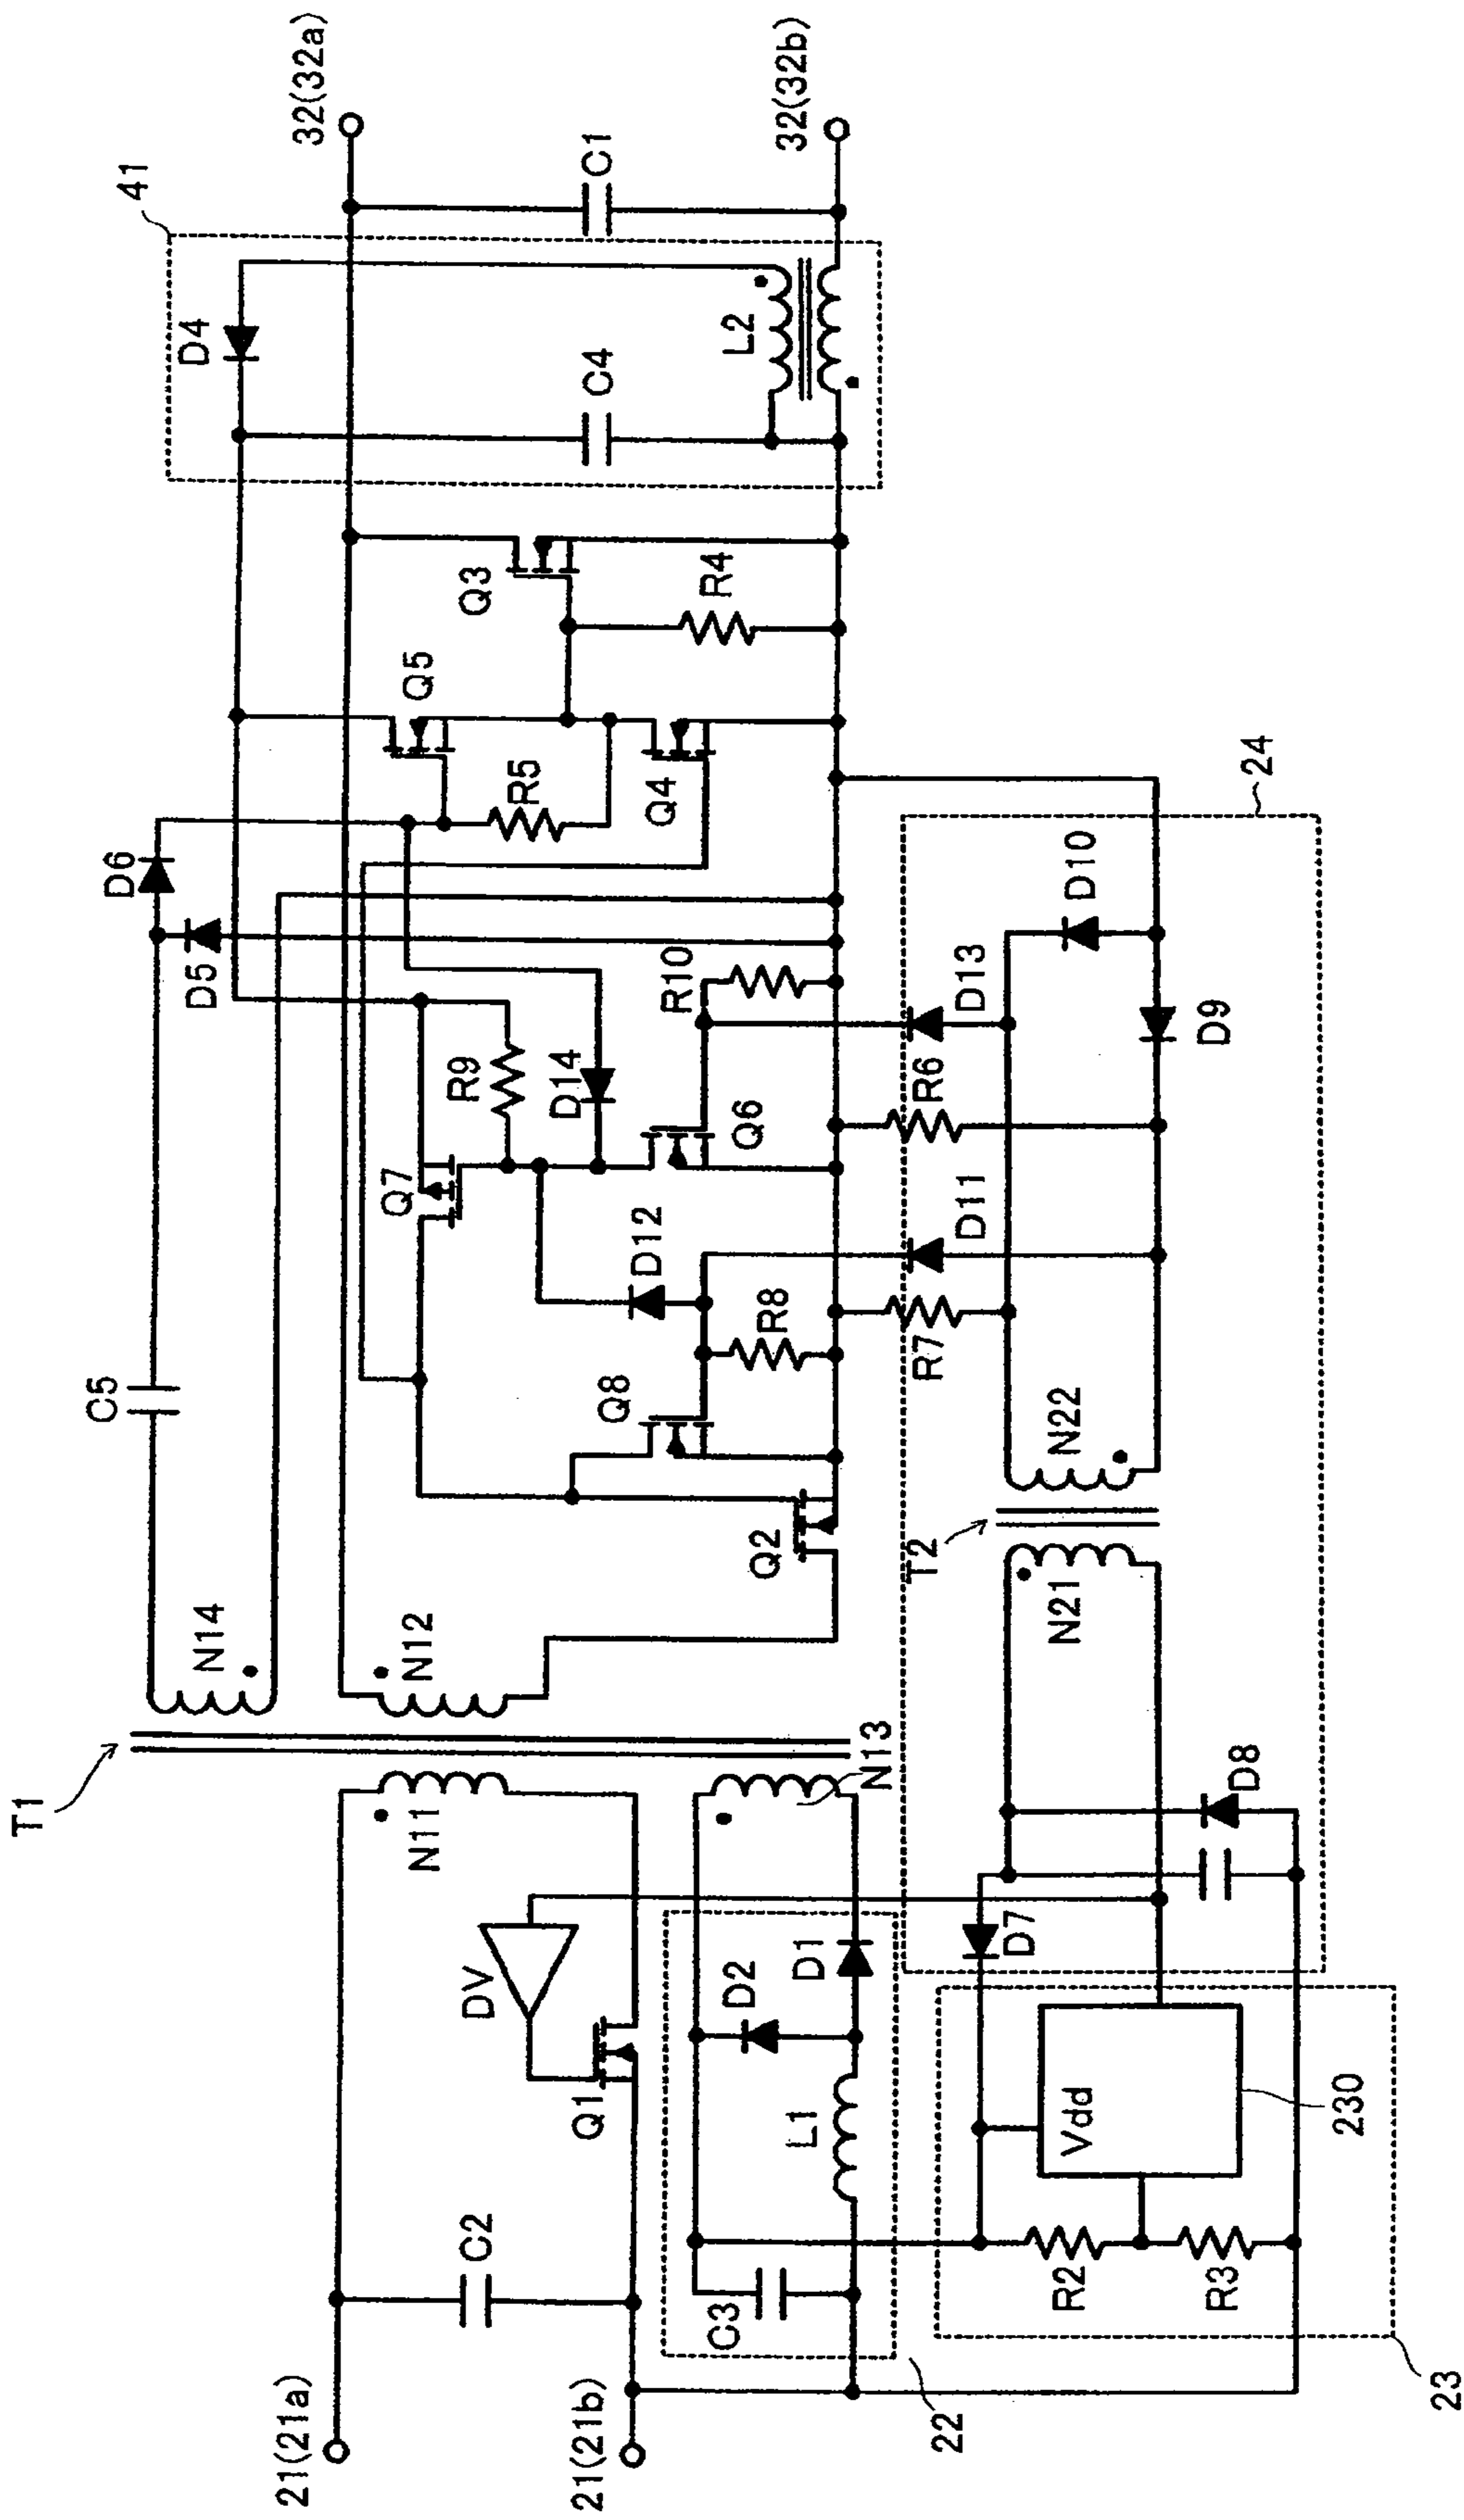 T1
21(21a)
21(21b)
C2
N11
DV
Q1
N13
22
C3
L1
D2
D1
23
R2
R3
Vdd
230
D7
D8
N14
N12
C5
D6
D5
Q2
Q8
R8
D12
Q7
R9
D14
Q6
R10
Q5
R5
Q4
Q3
R4
41
D4
C4
L2
C1
32(32a)
32(32b)
24
T2
N21
N22
R7
D11
R6
D13
D10
D9